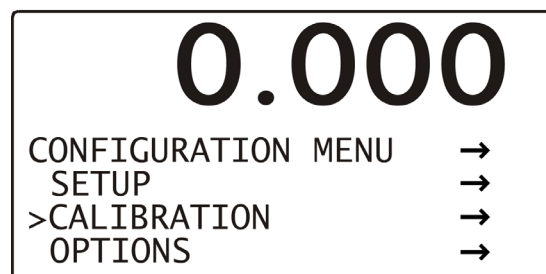 0.000
CONFIGURATION MENU →
SETUP →
>CALIBRATION →
OPTIONS →